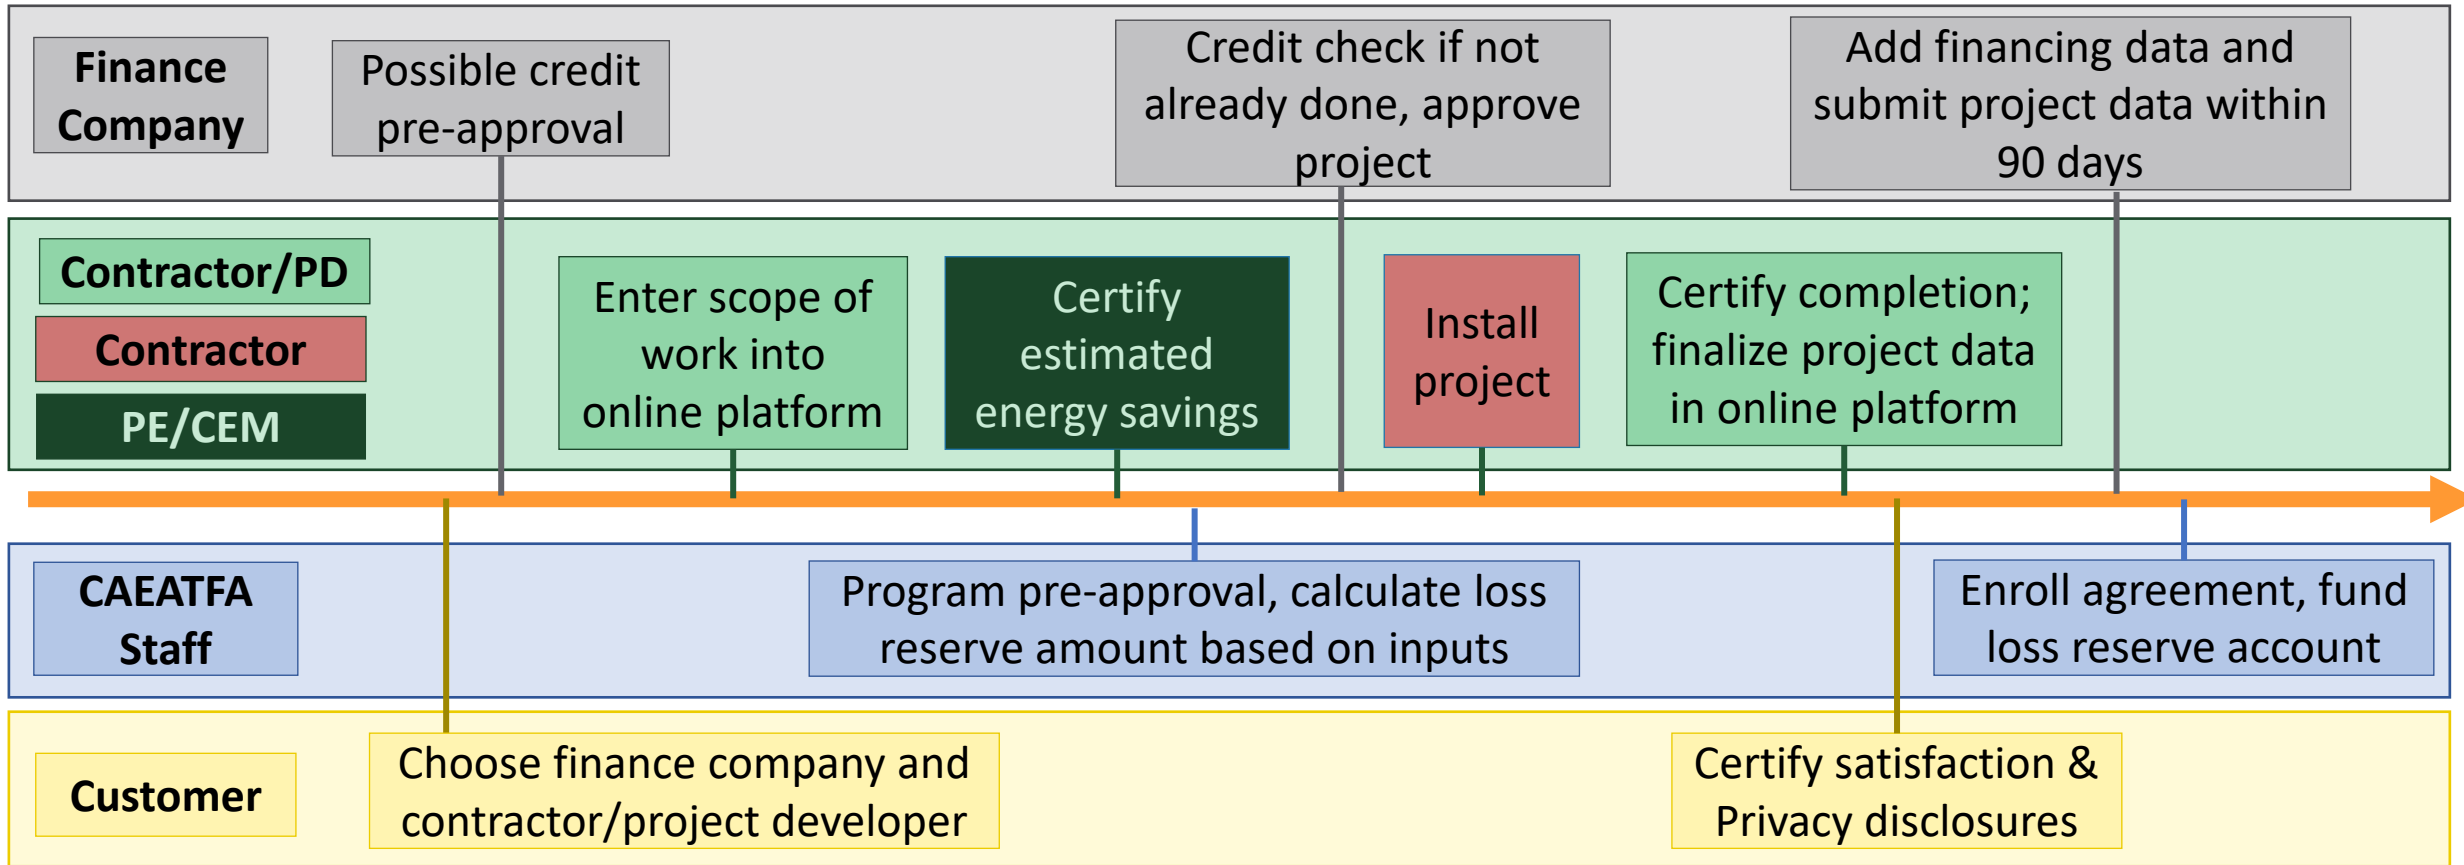 Finance
Company
Possible credit
pre-approval
Credit check if not
already done, approve
project
Add financing data and
submit project data within
90 days
Contractor/PD
Contractor
PE/CEM
Enter scope of
work into
online platform
Certify
estimated
energy savings
Install
project
Certify completion;
finalize project data
in online platform
CAEATFA
Staff
Program pre-approval, calculate loss
reserve amount based on inputs
Enroll agreement, fund
loss reserve account
Customer
Choose finance company and
contractor/project developer
Certify satisfaction &
Privacy disclosures